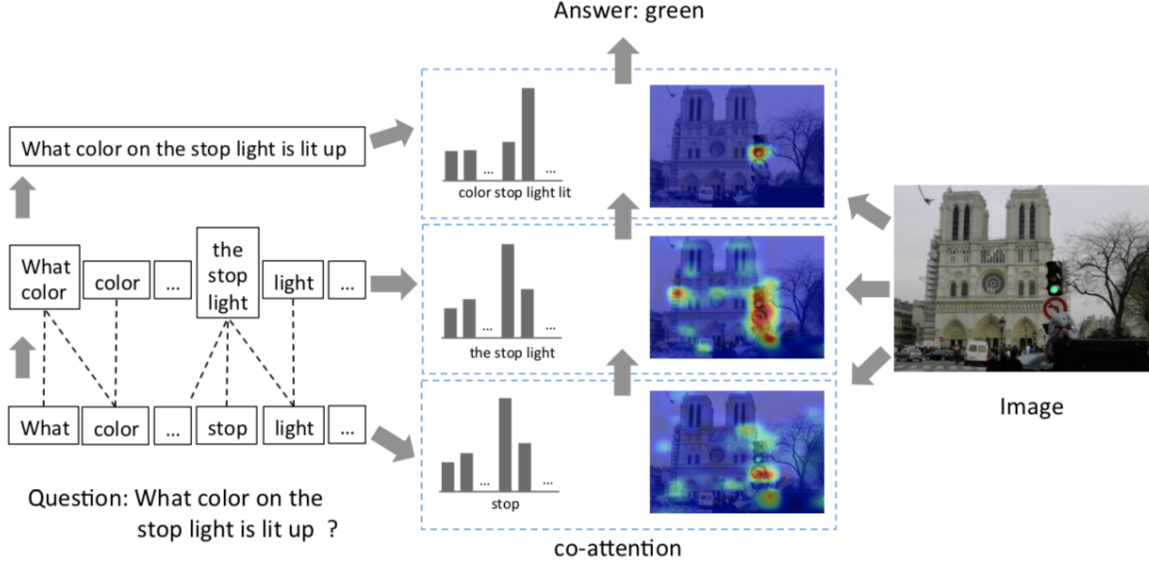 Answer: green
What color on the stop light is lit up
... ...
color stop light lit
What
color
color
...
the
stop
light
light
...
... ...
the stop light
What
color
...
stop
light
...
... ...
stop
Image
Question: What color on the
stop light is lit up ?
co-attention